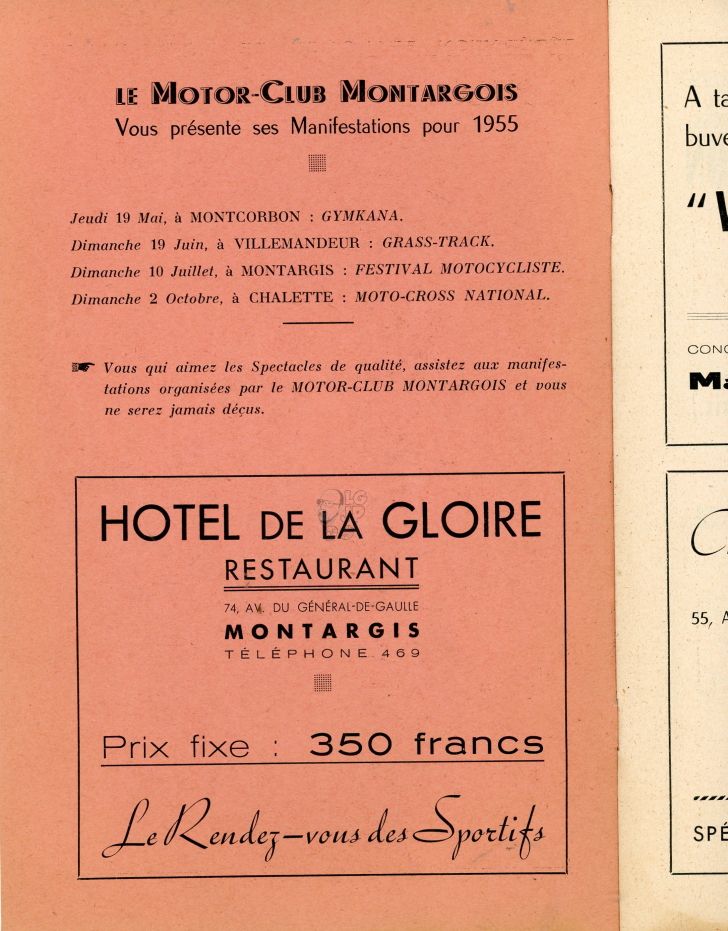 LE MOTOR-CLUB MONTARGOIS
Vous présente ses Manifestations pour 1955
Jeudi 19 Mai, à MONTCORBON : GYMKANA.
Dimanche 19 Juin, à VILLEMANDEUR : GRASS-TRACK.
Dimanche 10 Juillet, à MONTARGIS : FESTIVAL MOTOCYCLISTE.
Dimanche 2 Octobre, à CHALETTE : MOTO-CROSS NATIONAL.
☛ Vous qui aimez les Spectacles de qualité, assistez aux manifes-
tations organisées par le MOTOR-CLUB MONTARGOIS et vous
ne serez jamais déçus.
HOTEL DE LA GLOIRE
RESTAURANT
74, AV. DU GÉNÉRAL-DE-GAULLE
MONTARGIS
TÉLÉPHONE 469
Prix fixe : 350 francs
Le Rendez-vous des Sportifs
A ta
buve
"
CONC
Ma
55, A
SPÉ